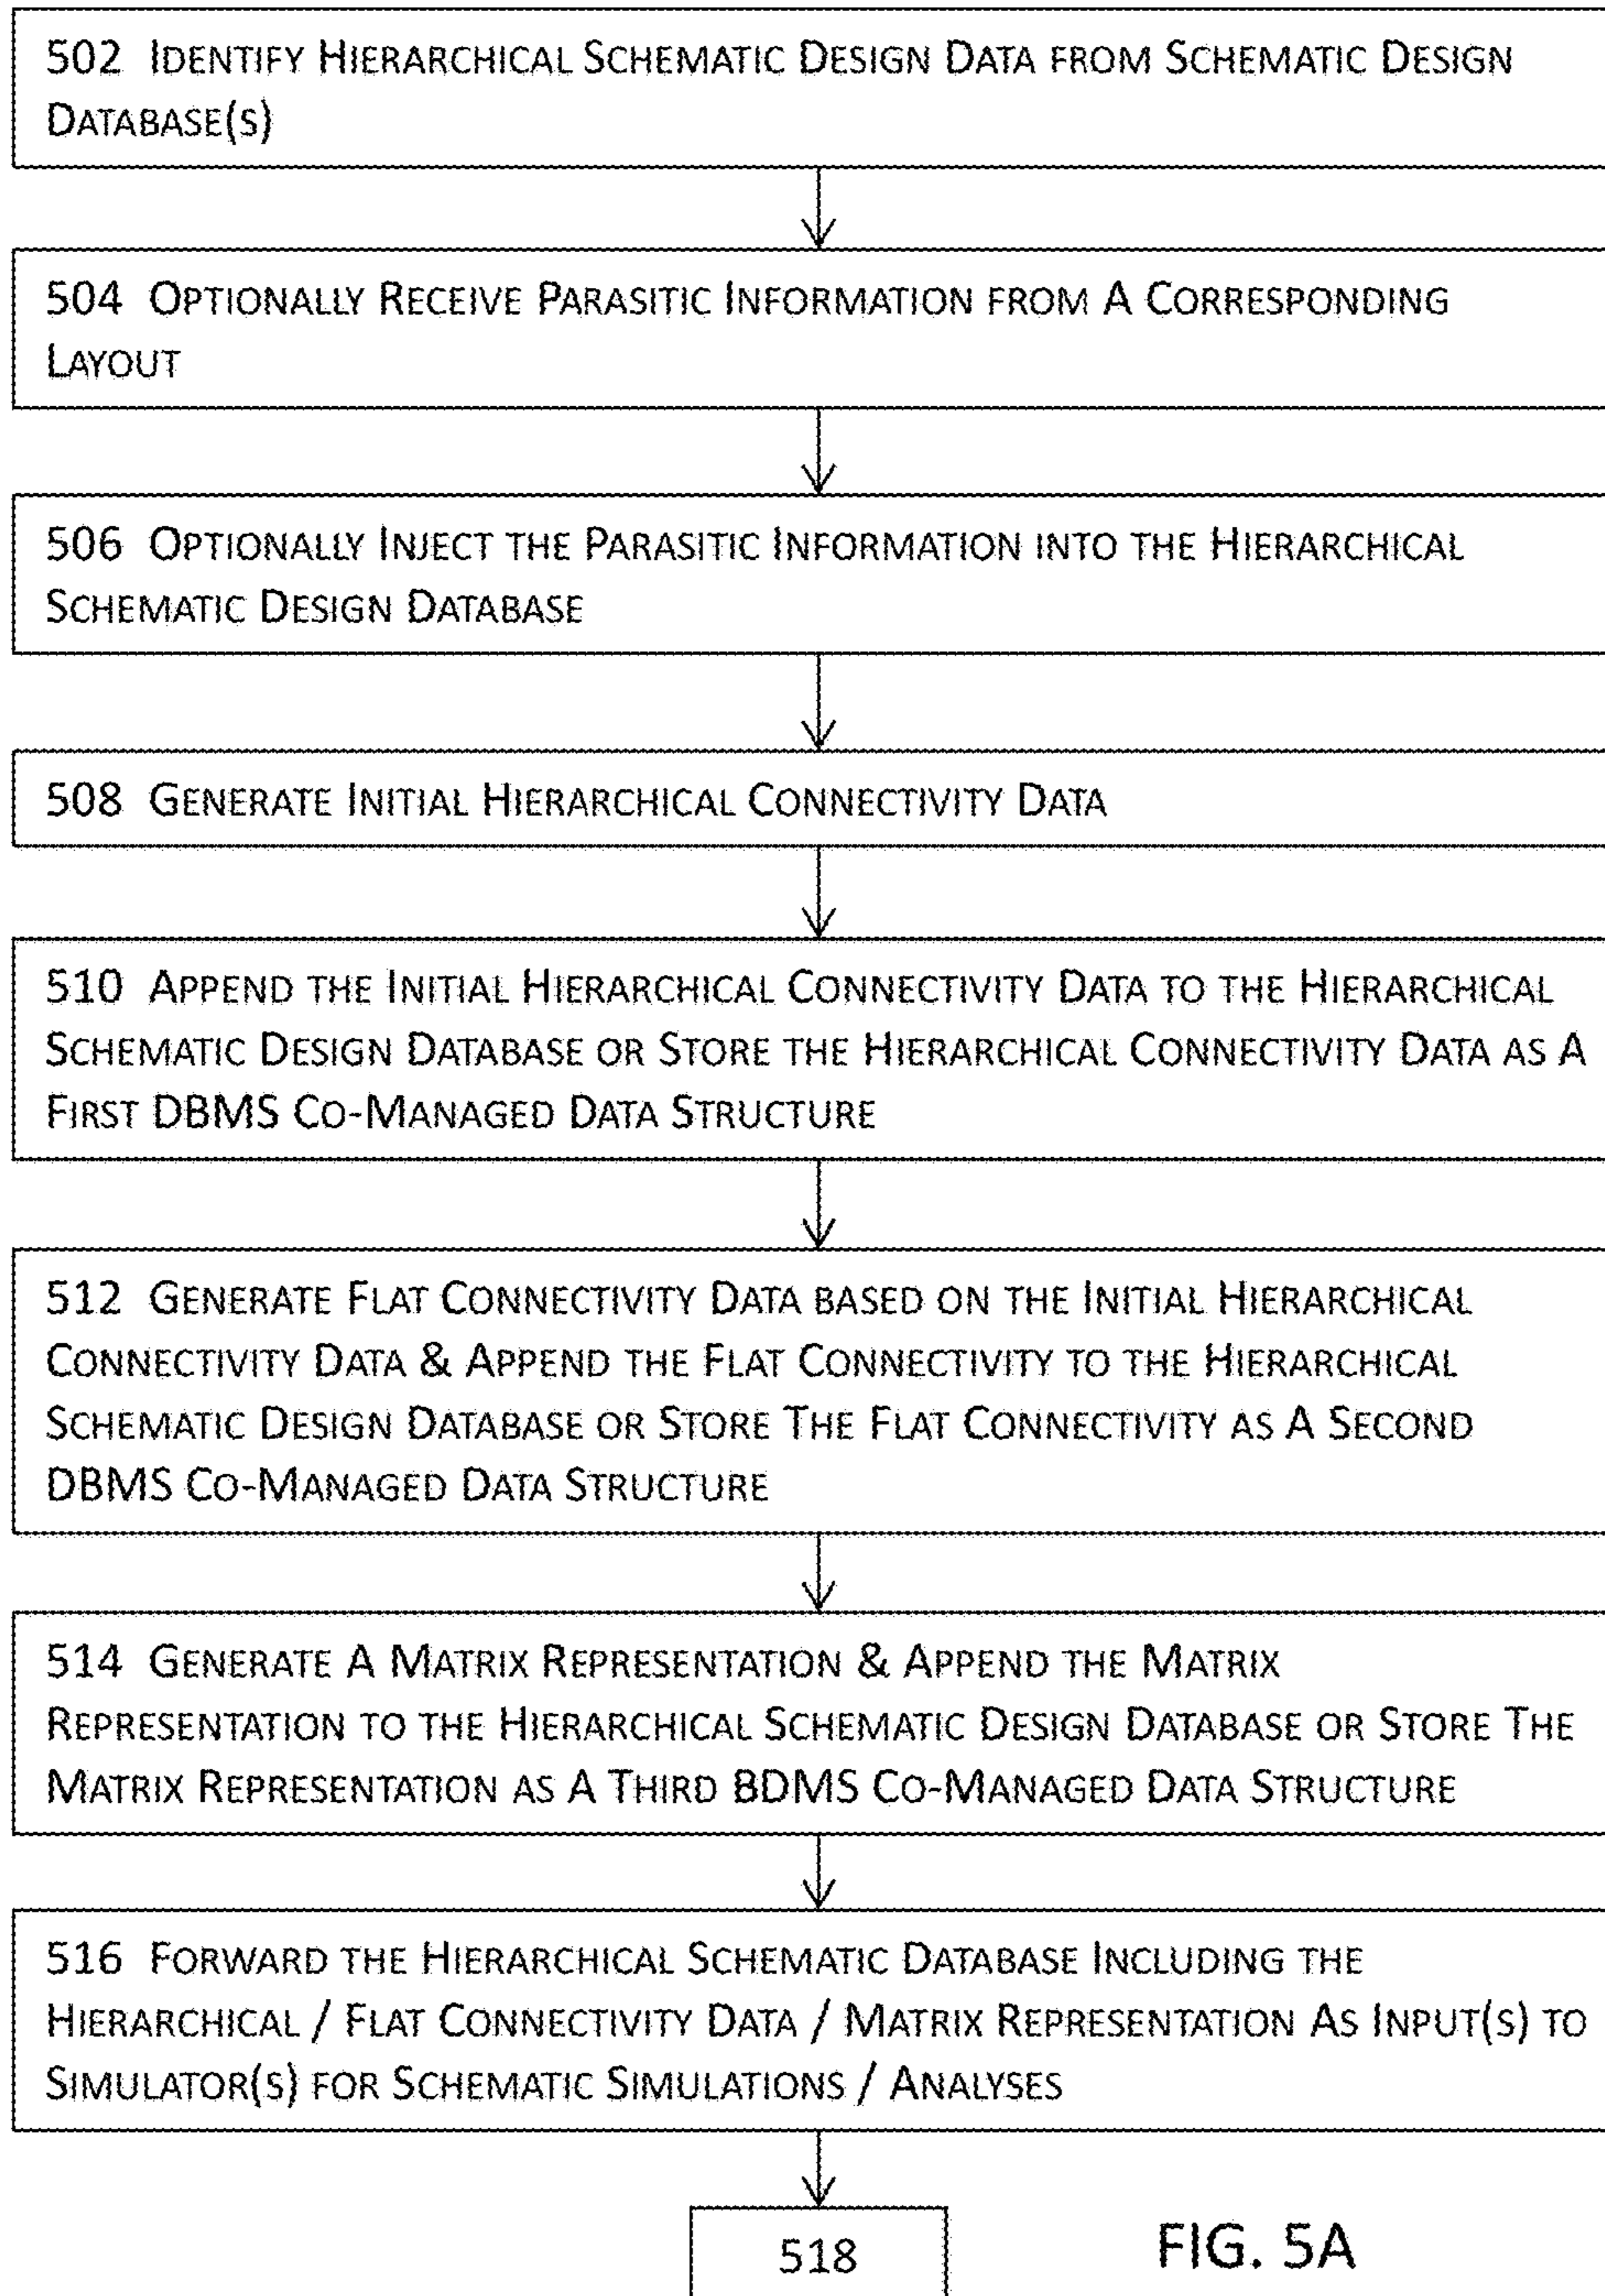 502 IDENTIFY HIERARCHICAL SCHEMATIC DESIGN DATA FROM SCHEMATIC DESIGN
DATABASE(S)
504 OPTIONALLY RECEIVE PARASITIC INFORMATION FROM A CORRESPONDING
LAYOUT
506 OPTIONALLY INJECT THE PARASITIC INFORMATION INTO THE HIERARCHICAL
SCHEMATIC DESIGN DATABASE
508 GENERATE INITIAL HIERARCHICAL CONNECTIVITY DATA
510 APPEND THE INITIAL HIERARCHICAL CONNECTIVITY DATA TO THE HIERARCHICAL
SCHEMATIC DESIGN DATABASE OR STORE THE HIERARCHICAL CONNECTIVITY DATA AS A
FIRST DBMS CO-MANAGED DATA STRUCTURE
512 GENERATE FLAT CONNECTIVITY DATA BASED ON THE INITIAL HIERARCHICAL
CONNECTIVITY DATA & APPEND THE FLAT CONNECTIVITY TO THE HIERARCHICAL
SCHEMATIC DESIGN DATABASE OR STORE THE FLAT CONNECTIVITY AS A SECOND
DBMS CO-MANAGED DATA STRUCTURE
514 GENERATE A MATRIX REPRESENTATION & APPEND THE MATRIX
REPRESENTATION TO THE HIERARCHICAL SCHEMATIC DESIGN DATABASE OR STORE THE
MATRIX REPRESENTATION AS A THIRD BDMS CO-MANAGED DATA STRUCTURE
516 FORWARD THE HIERARCHICAL SCHEMATIC DATABASE INCLUDING THE
HIERARCHICAL / FLAT CONNECTIVITY DATA / MATRIX REPRESENTATION AS INPUT(S) TO
SIMULATOR(S) FOR SCHEMATIC SIMULATIONS / ANALYSES
518
FIG. 5A